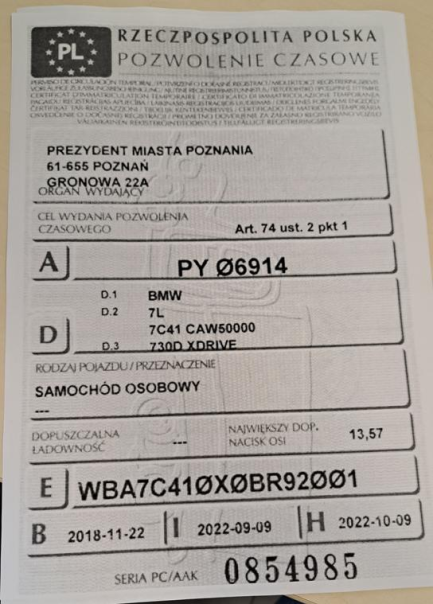 PL
RZECZPOSPOLITA POLSKA
POZWOLENIE CZASOWE
PREZYDENT MIASTA POZNANIA
61-655 POZNAŃ
GRONOWA 22A
ORGAN WYDAJĄCY
CEL WYDANIA POZWOLENIA
CZASOWEGO
Art. 74 ust. 2 pkt 1
A PY Ø6914
D.1 BMW
D.2 7L
7C41 CAW50000
D
D.3 730D XDRIVE
RODZAJ POJAZDU / PRZEZNACZENIE
SAMOCHÓD OSOBOWY
---
DOPUSZCZALNA
ŁADOWNOŚĆ
---
NAJWIĘKSZY DOP.
NACISK OSI
13,57
E WBA7C41ØXØBR92ØØ1
B 2018-11-22 I 2022-09-09 H 2022-10-09
SERIA PC/AAK 0854985